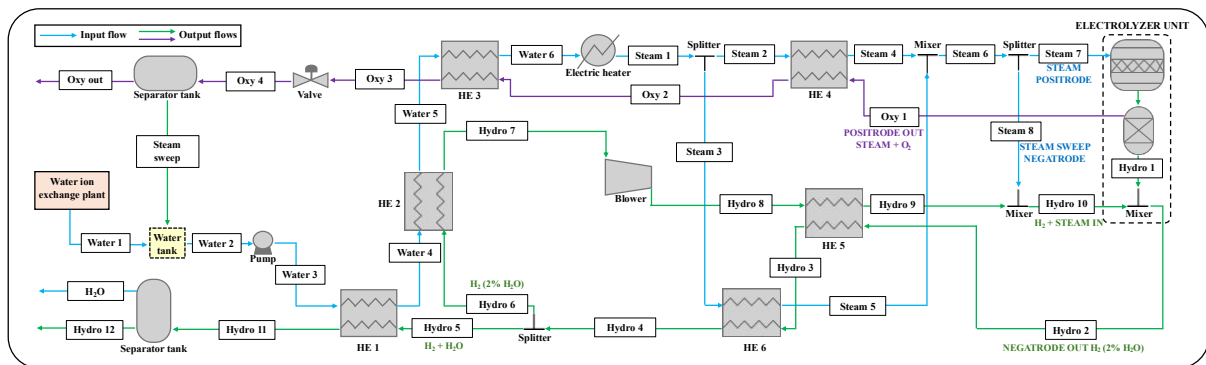 Input flow
Output flows
Oxy out
Separator tank
Oxy 4
Valve
Oxy 3
HE 3
Water 6
Electric heater
Steam 1
Splitter
Steam 2
HE 4
Steam 4
Mixer
Steam 6
Splitter
Steam 7
ELECTROLYZER UNIT
STEAM
POSITRODE
Oxy 2
Oxy 1
POSITRODE OUT
STEAM + O₂
Water 5
Hydro 7
Steam 3
Steam 8
STEAM SWEEP
NEGATRODE
Hydro 1
Steam
sweep
Water ion
exchange plant
Water 1
Water
tank
Water 2
Pump
Water 3
HE 2
Water 4
Blower
Hydro 8
HE 5
Hydro 9
Mixer
Hydro 10
H₂ + STEAM IN
Mixer
Hydro 3
H₂O
Hydro 12
Separator tank
Hydro 11
HE 1
H₂ (2% H₂O)
Hydro 6
Hydro 5
H₂ + H₂O
Splitter
Hydro 4
HE 6
Steam 5
Hydro 2
NEGATRODE OUT H₂ (2% H₂O)